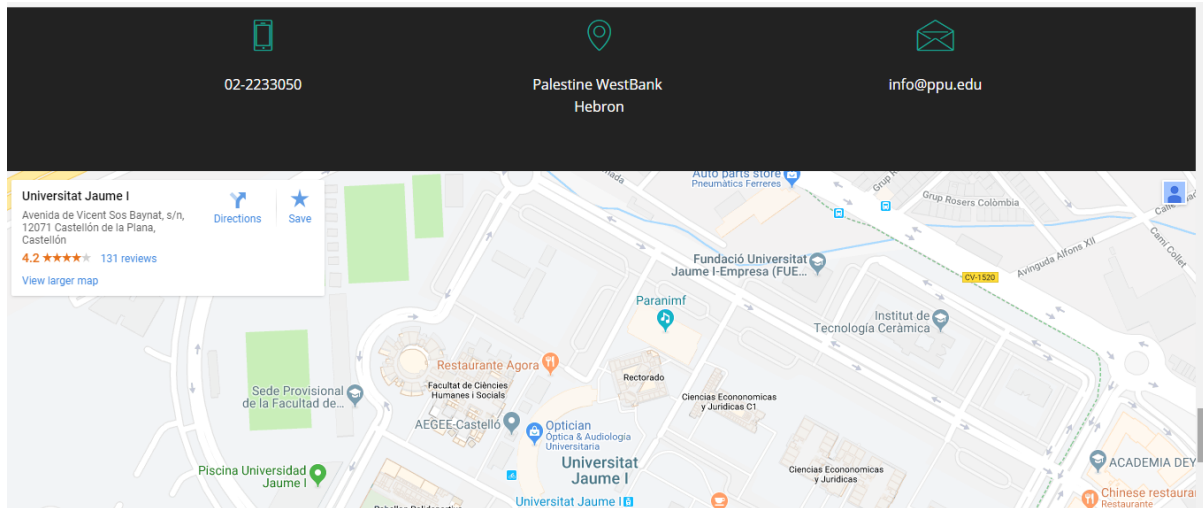 02-2233050
Palestine WestBank
Hebron
info@ppu.edu
Universitat Jaume I
Avenida de Vicent Sos Baynat, s/n,
12071 Castellón de la Plana,
Castellón
4.2
131 reviews
View larger map
Directions
Save
Auto parts store
Pneumàtics Ferreres
Grup Rosers Colòmbia
Camí Collet
Avinguda Alfons XII
CV-1520
Fundació Universitat
Jaume I-Empresa (FUE...
Paranimf
Institut de
Tecnología Ceràmica
Restaurante Agora
Rectorado
Facultat de Ciències
Humanes i Socials
Ciencias Econonomicas
y Juridicas C1
Sede Provisional
de la Facultad de...
AEGEE-Castelló
Optician
Óptica & Audiologia
Universitaria
Universitat
Jaume I
Piscina Universidad
Jaume I
Ciencias Econonomicas
y Juridicas
ACADEMIA DEY
Universitat Jaume I
Chinese restaurant
Restaurante